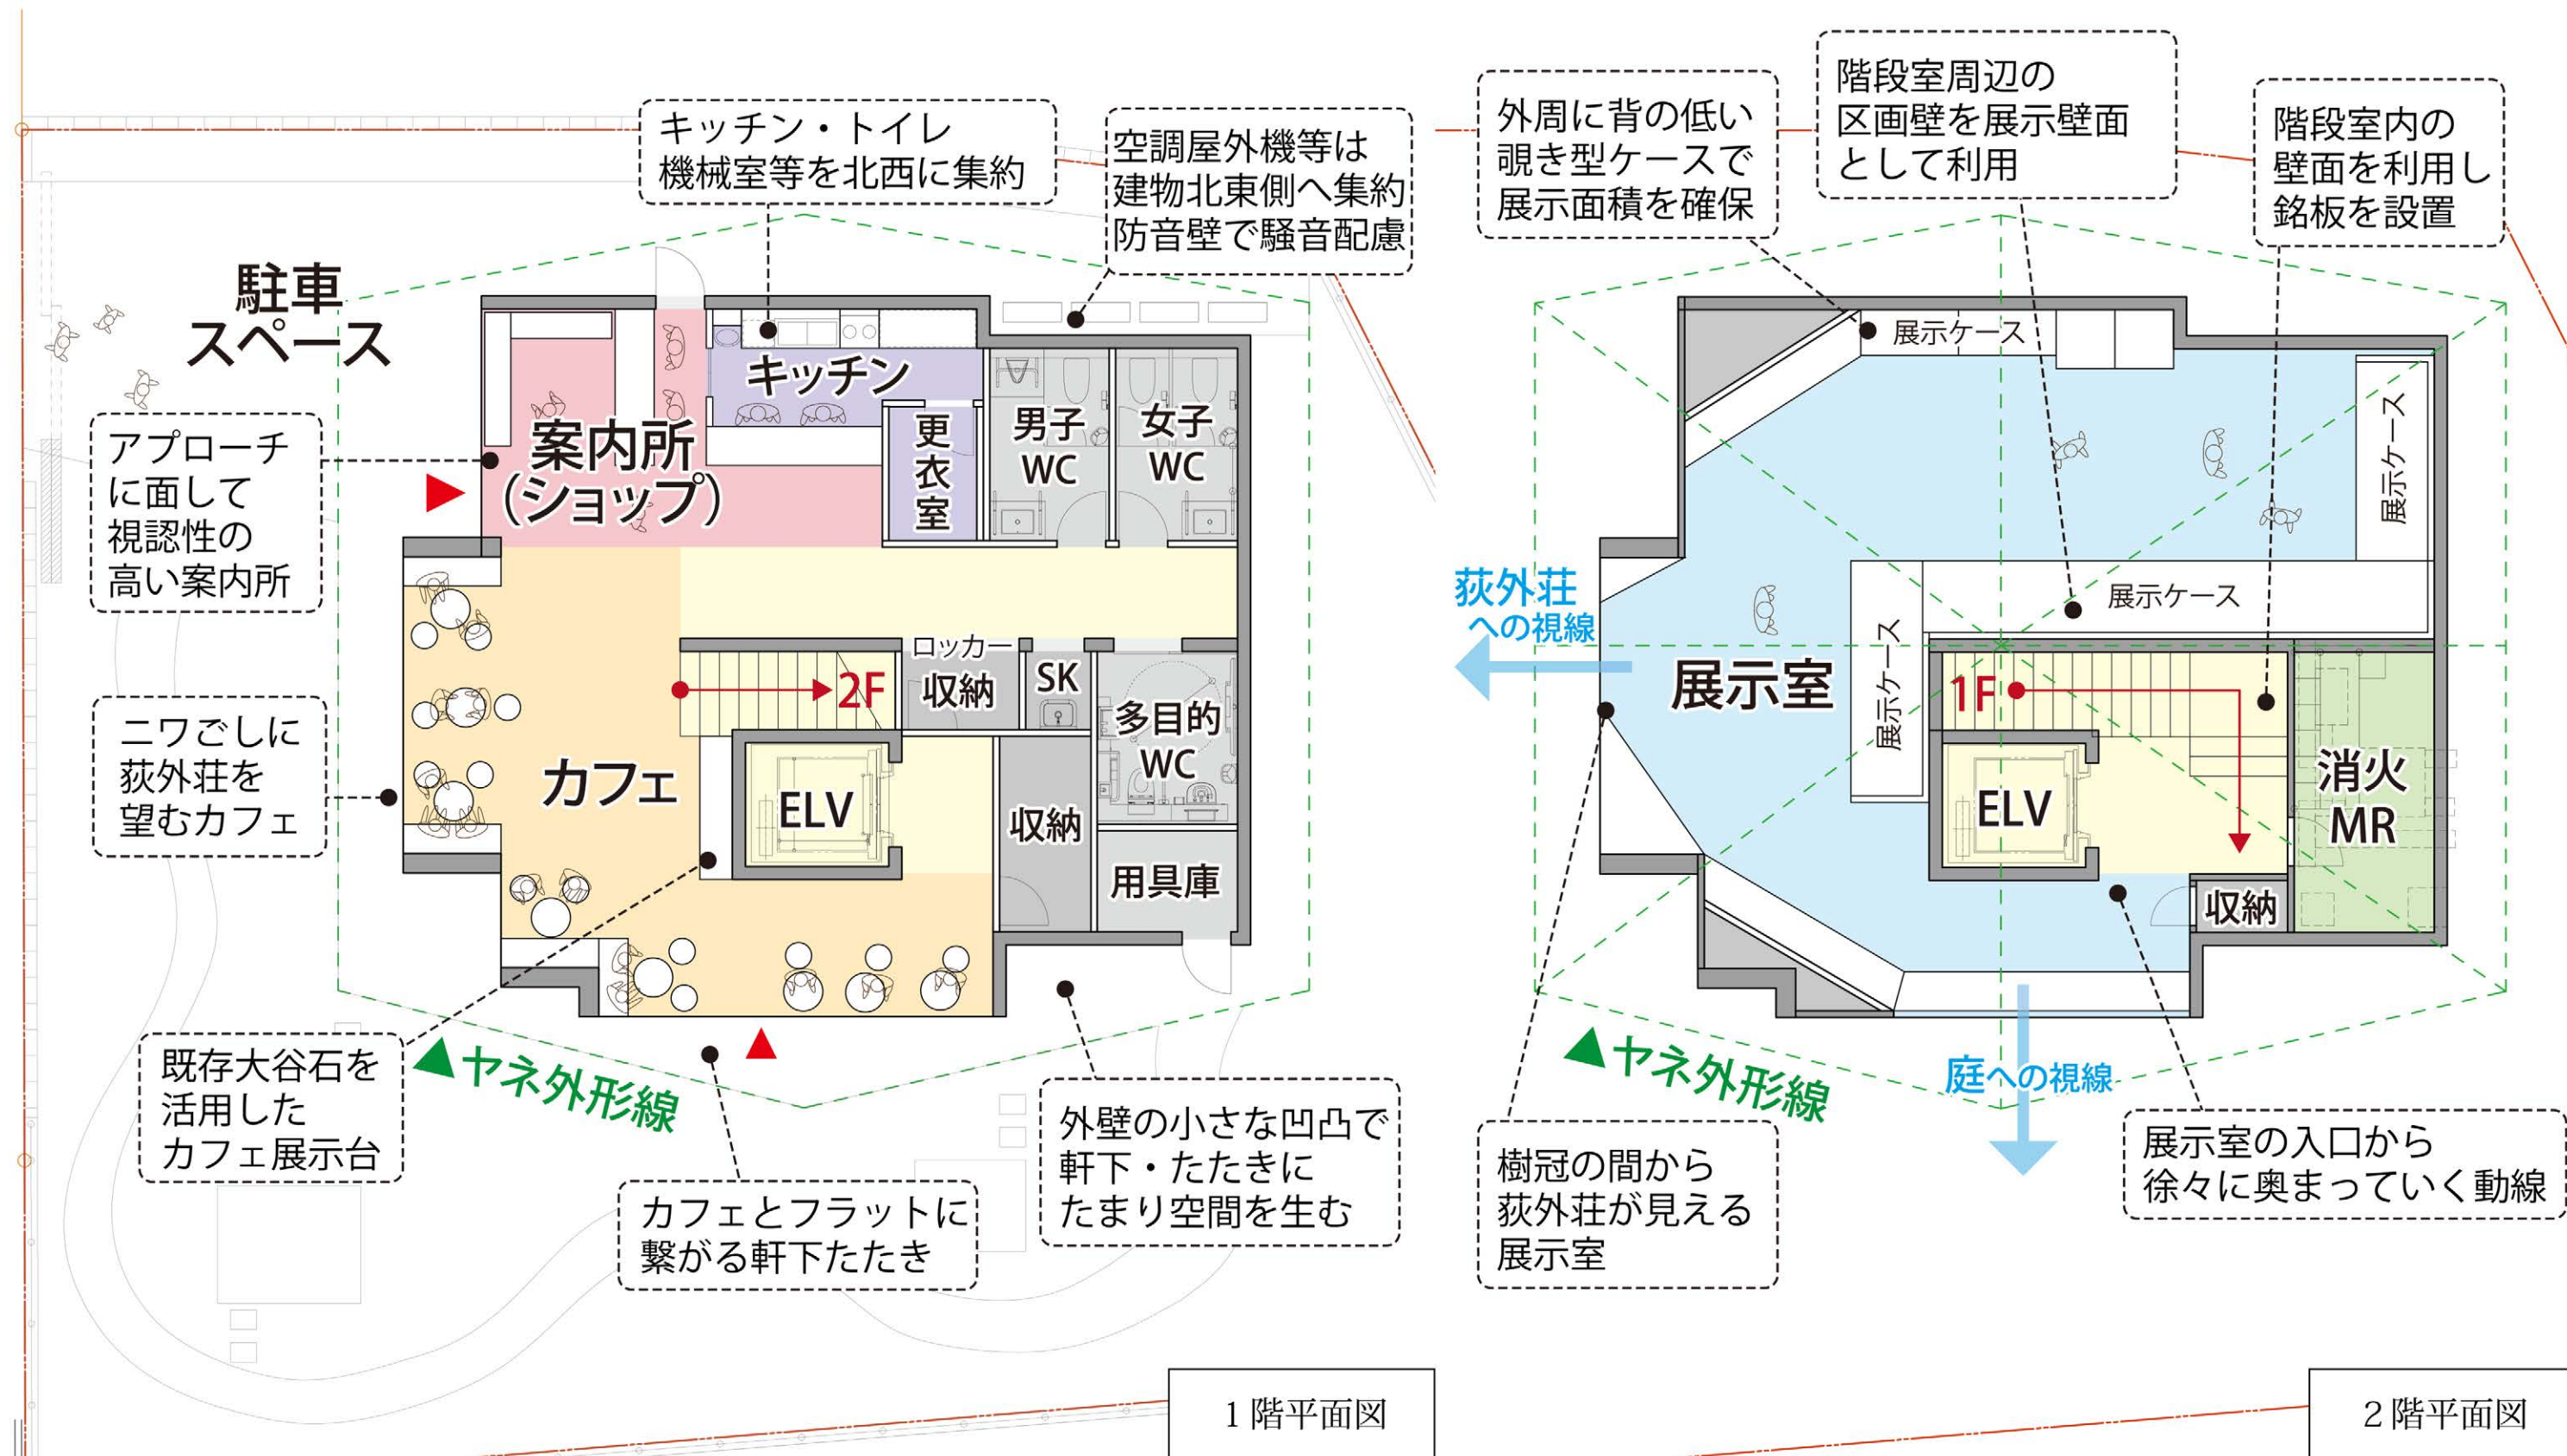 キッチン・トイレ
機械室等を北西に集約
空調屋外機等は
建物北東側へ集約
防音壁で騒音配慮
駐車
スペース
キッチン
案内所
（ショップ）
更衣室
男子
WC
女子
WC
アプローチ
に面して
視認性の
高い案内所
ロッカー
収納
SK
2F
多目的
WC
カフェ
ELV
収納
用具庫
ニワごしに
荻外荘を
望むカフェ
既存大谷石を
活用した
カフェ展示台
▲ヤネ外形線
カフェとフラットに
繋がる軒下たたき
外壁の小さな凹凸で
軒下・たたきに
たまり空間を生む
1階平面図
外周に背の低い
覗き型ケースで
展示面積を確保
階段室周辺の
区画壁を展示壁面
として利用
階段室内の
壁面を利用し
銘板を設置
展示ケース
展示ケース
展示ケース
展示ケース
荻外荘
への視線
展示室
1F
ELV
消火
MR
収納
▲ヤネ外形線
庭への視線
樹冠の間から
荻外荘が見える
展示室
展示室の入口から
徐々に奥まっていく動線
2階平面図